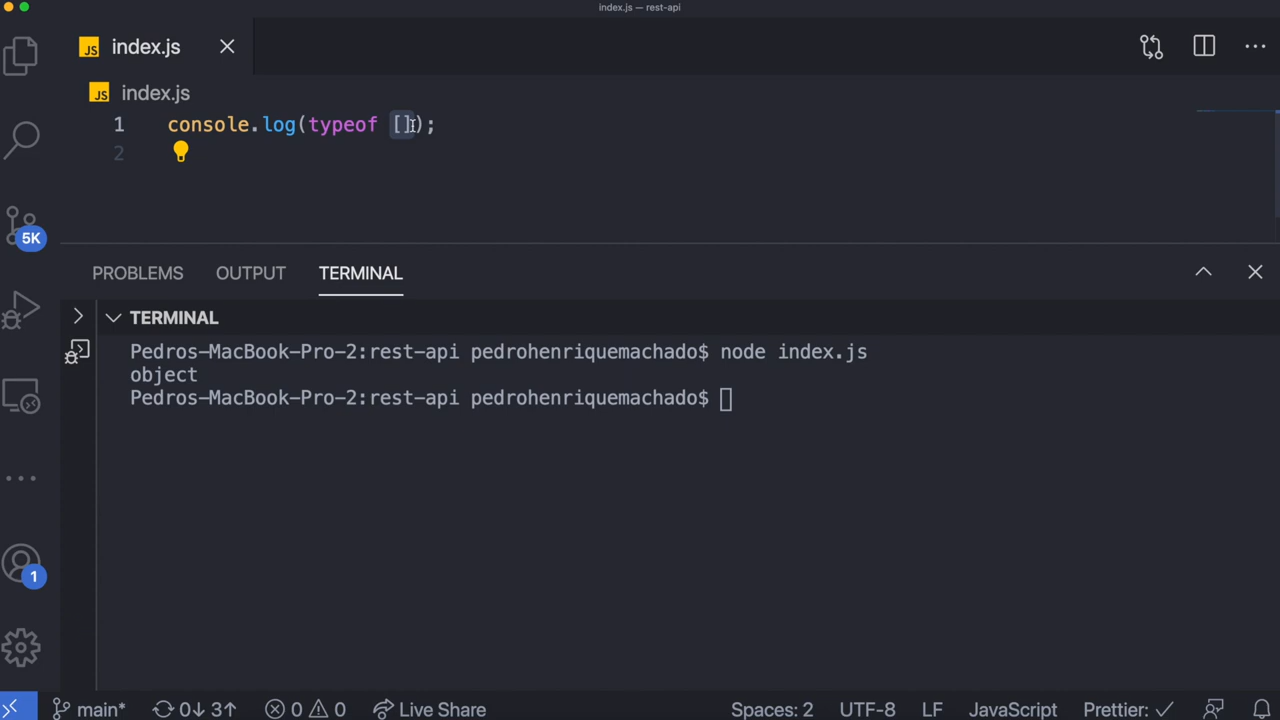 index.js — rest-api
JS index.js
JS index.js
1 console.log(typeof []);
2
5K
PROBLEMS OUTPUT TERMINAL
TERMINAL
Pedros-MacBook-Pro-2:rest-api pedrohenriquemachado$ node index.js
object
Pedros-MacBook-Pro-2:rest-api pedrohenriquemachado$
1
main* 0↓ 3↑ 0 0 Live Share Spaces: 2 UTF-8 LF JavaScript Prettier: ✓